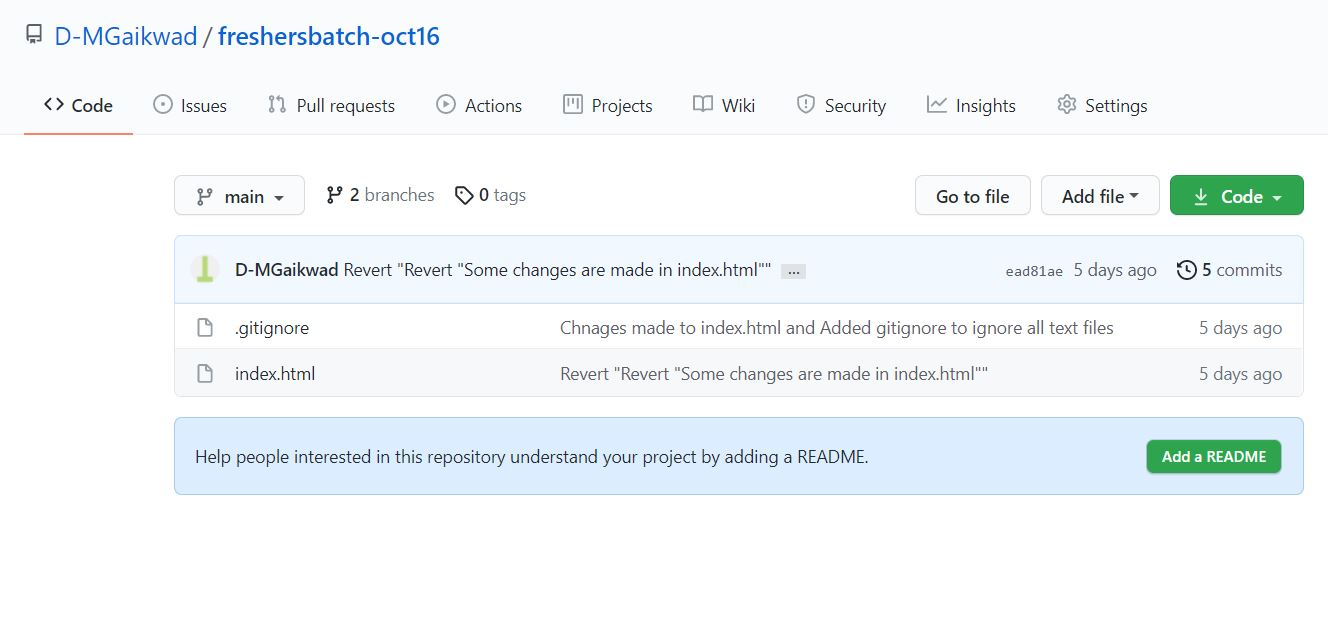 D-MGaikwad / freshersbatch-oct16
Code Issues Pull requests Actions Projects Wiki Security Insights Settings
main 2 branches 0 tags Go to file Add file Code
D-MGaikwad Revert "Revert "Some changes are made in index.html"" ... ead81ae 5 days ago 5 commits
.gitignore Chnages made to index.html and Added gitignore to ignore all text files 5 days ago
index.html Revert "Revert "Some changes are made in index.html"" 5 days ago
Help people interested in this repository understand your project by adding a README. Add a README